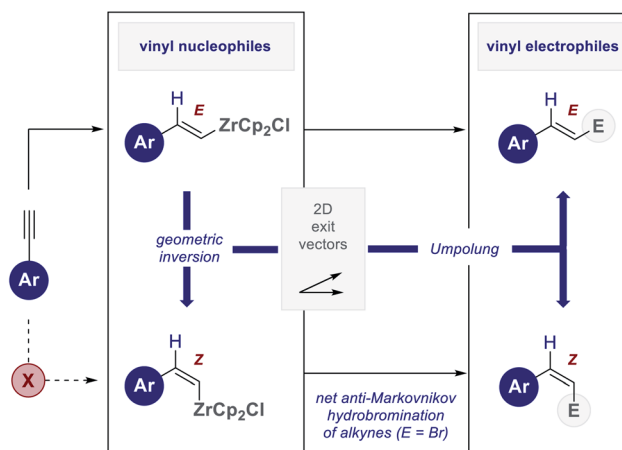 vinyl nucleophiles
vinyl electrophiles
H
E
Ar
ZrCp₂Cl
H
E
Ar
E
Ar
geometric
inversion
2D
exit
vectors
Umpolung
X
H
Z
Ar
ZrCp₂Cl
net anti-Markovnikov
hydrobromination
of alkynes (E = Br)
H
Z
Ar
E